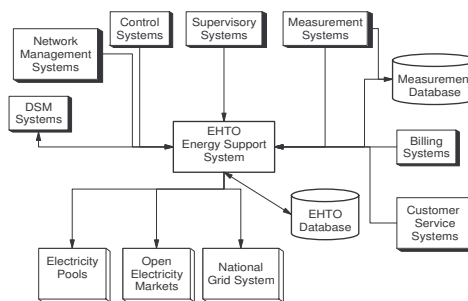 Control
Systems
Supervisory
Systems
Measurement
Systems
Network
Management
Systems
Measurement
Database
DSM
Systems
EHTO
Energy Support
System
Billing
Systems
EHTO
Database
Customer
Service
Systems
Electricity
Pools
Open
Electricity
Markets
National
Grid System